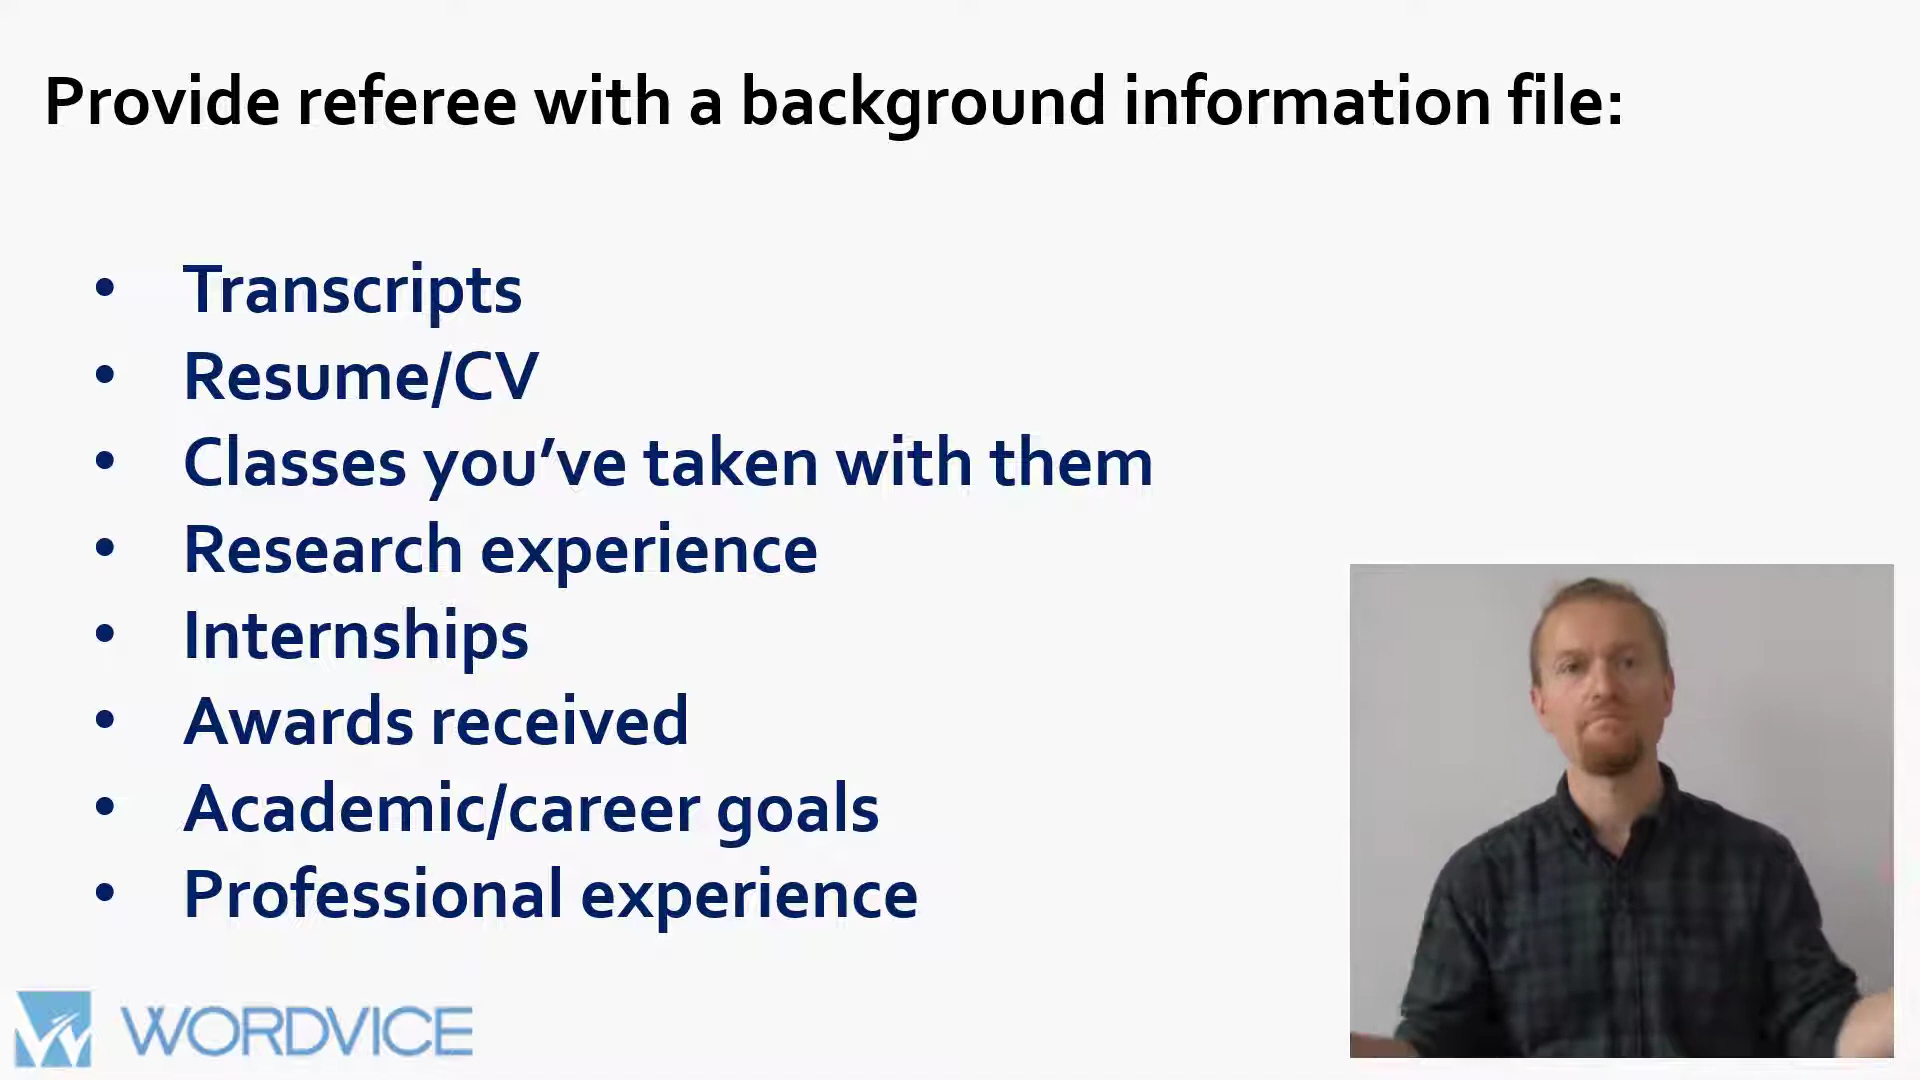 Provide referee with a background information file:
• Transcripts
• Resume/CV
• Classes you’ve taken with them
• Research experience
• Internships
• Awards received
• Academic/career goals
• Professional experience
WORDVICE